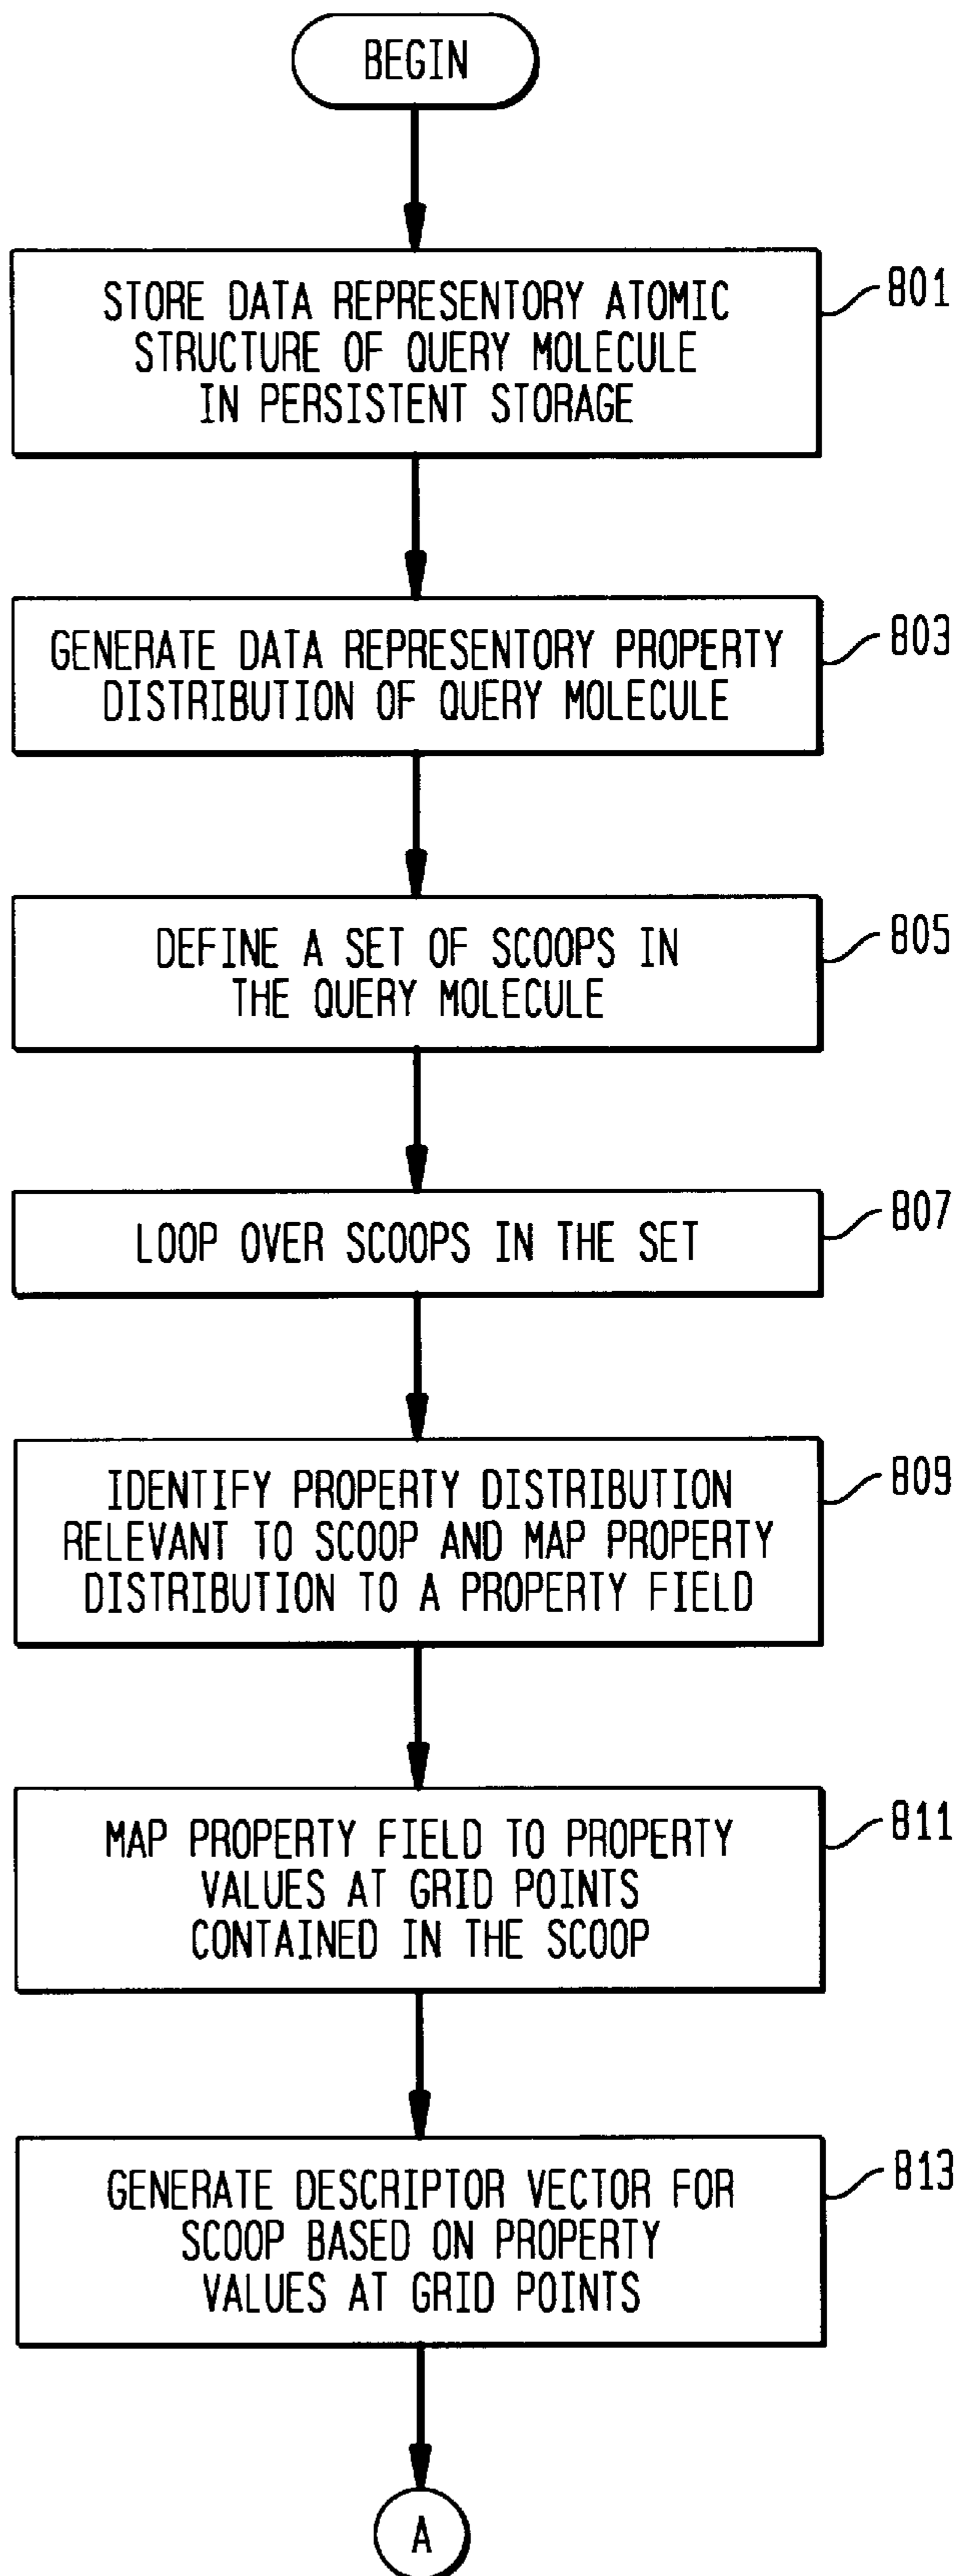 BEGIN
STORE DATA REPRESENTORY ATOMIC
STRUCTURE OF QUERY MOLECULE
IN PERSISTENT STORAGE
801
GENERATE DATA REPRESENTORY PROPERTY
DISTRIBUTION OF QUERY MOLECULE
803
DEFINE A SET OF SCOOPS IN
THE QUERY MOLECULE
805
LOOP OVER SCOOPS IN THE SET
807
IDENTIFY PROPERTY DISTRIBUTION
RELEVANT TO SCOOP AND MAP PROPERTY
DISTRIBUTION TO A PROPERTY FIELD
809
MAP PROPERTY FIELD TO PROPERTY
VALUES AT GRID POINTS
CONTAINED IN THE SCOOP
811
GENERATE DESCRIPTOR VECTOR FOR
SCOOP BASED ON PROPERTY
VALUES AT GRID POINTS
813
A